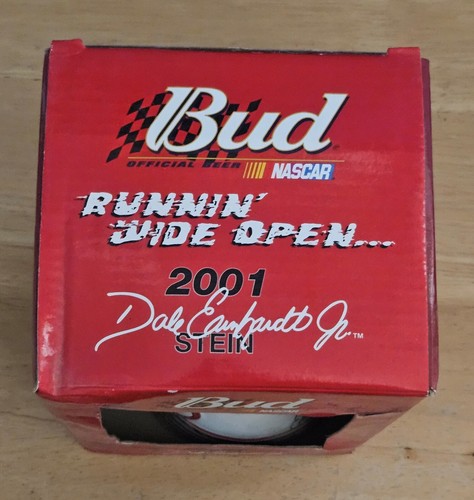 Bud
OFFICIAL BEER NASCAR
RUNNIN'
WIDE OPEN...
2001
Dale Earnhardt Jr.™
STEIN
Bud